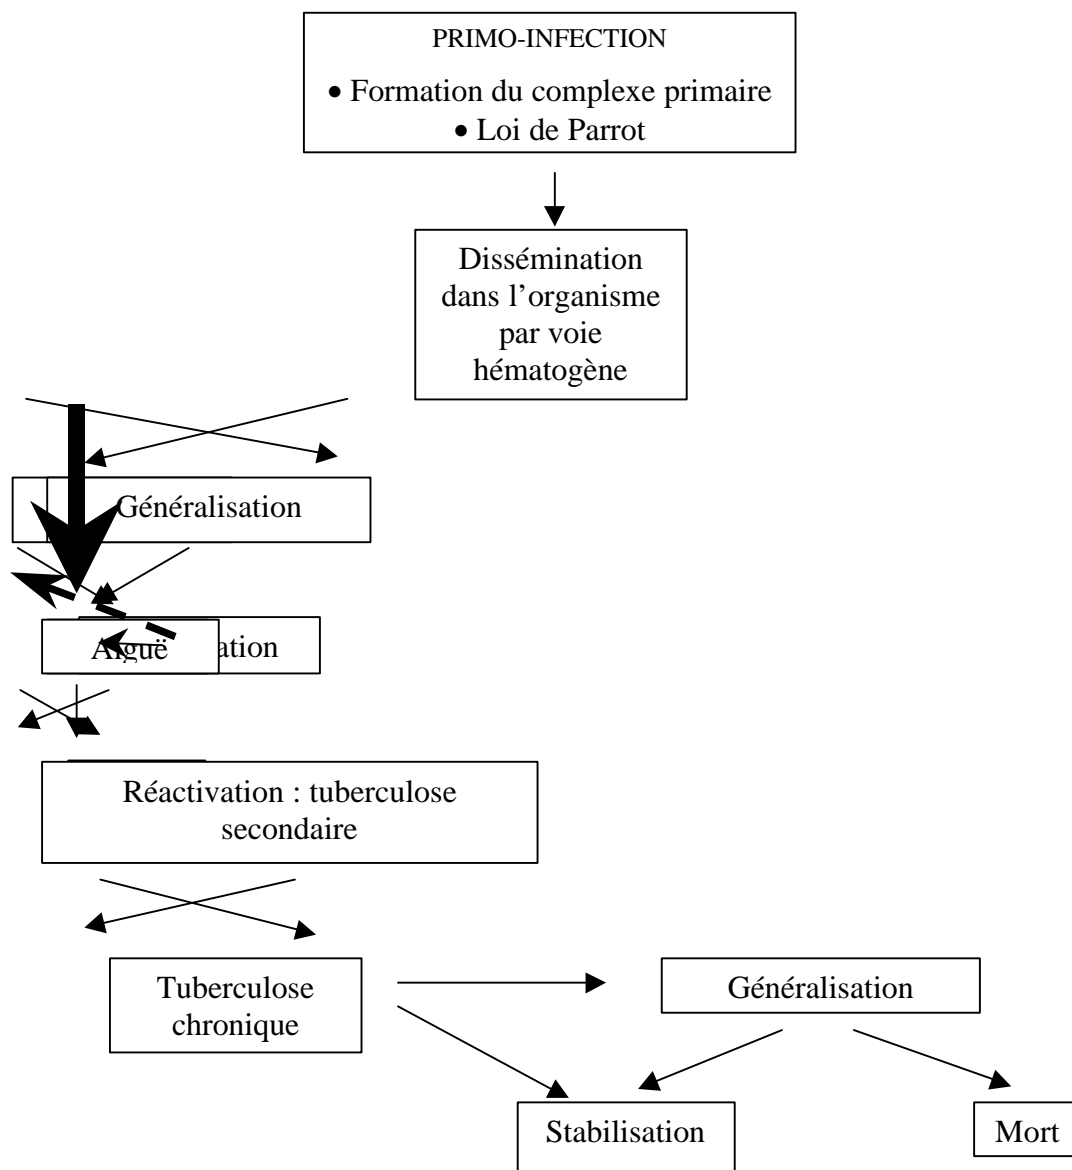 PRIMO-INFECTION
• Formation du complexe primaire
• Loi de Parrot
Dissémination
dans l’organisme
par voie
hématogène
Généralisation
Aiguë ation
Réactivation : tuberculose
secondaire
Tuberculose
chronique
Généralisation
Stabilisation
Mort